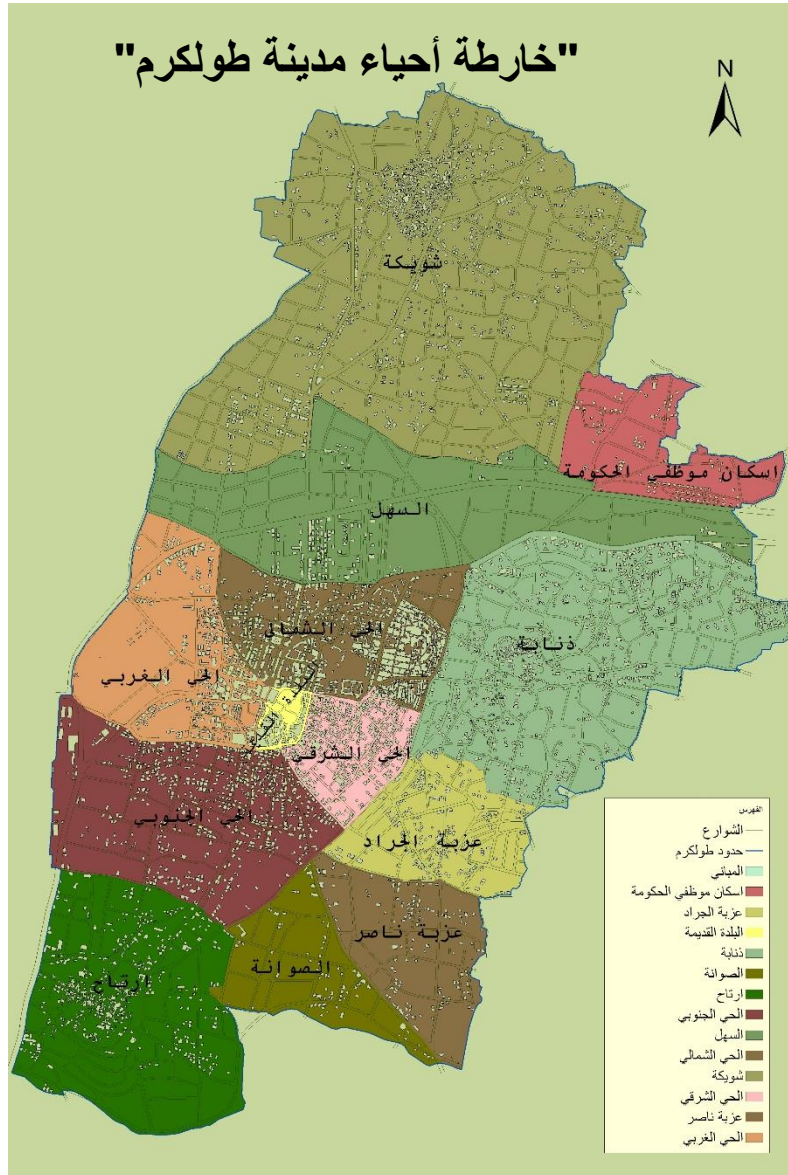 "خارطة أحياء مدينة طولكرم"
N
شويكة
اسكان موظفي الحكومة
السهل
الحي الشمالي
ذنابة
الحي الغربي
الحي الشرقي
الحي الجنوبي
عزبة الجراد
عزبة ناصر
الصوانة
ارتاح
الفهرس
الشوارع
حدود طولكرم
المباني
اسكان موظفي الحكومة
عزبة الجراد
البلدة القديمة
ذنابة
الصوانة
ارتاح
الحي الجنوبي
السهل
الحي الشمالي
شويكة
الحي الشرقي
عزبة ناصر
الحي الغربي